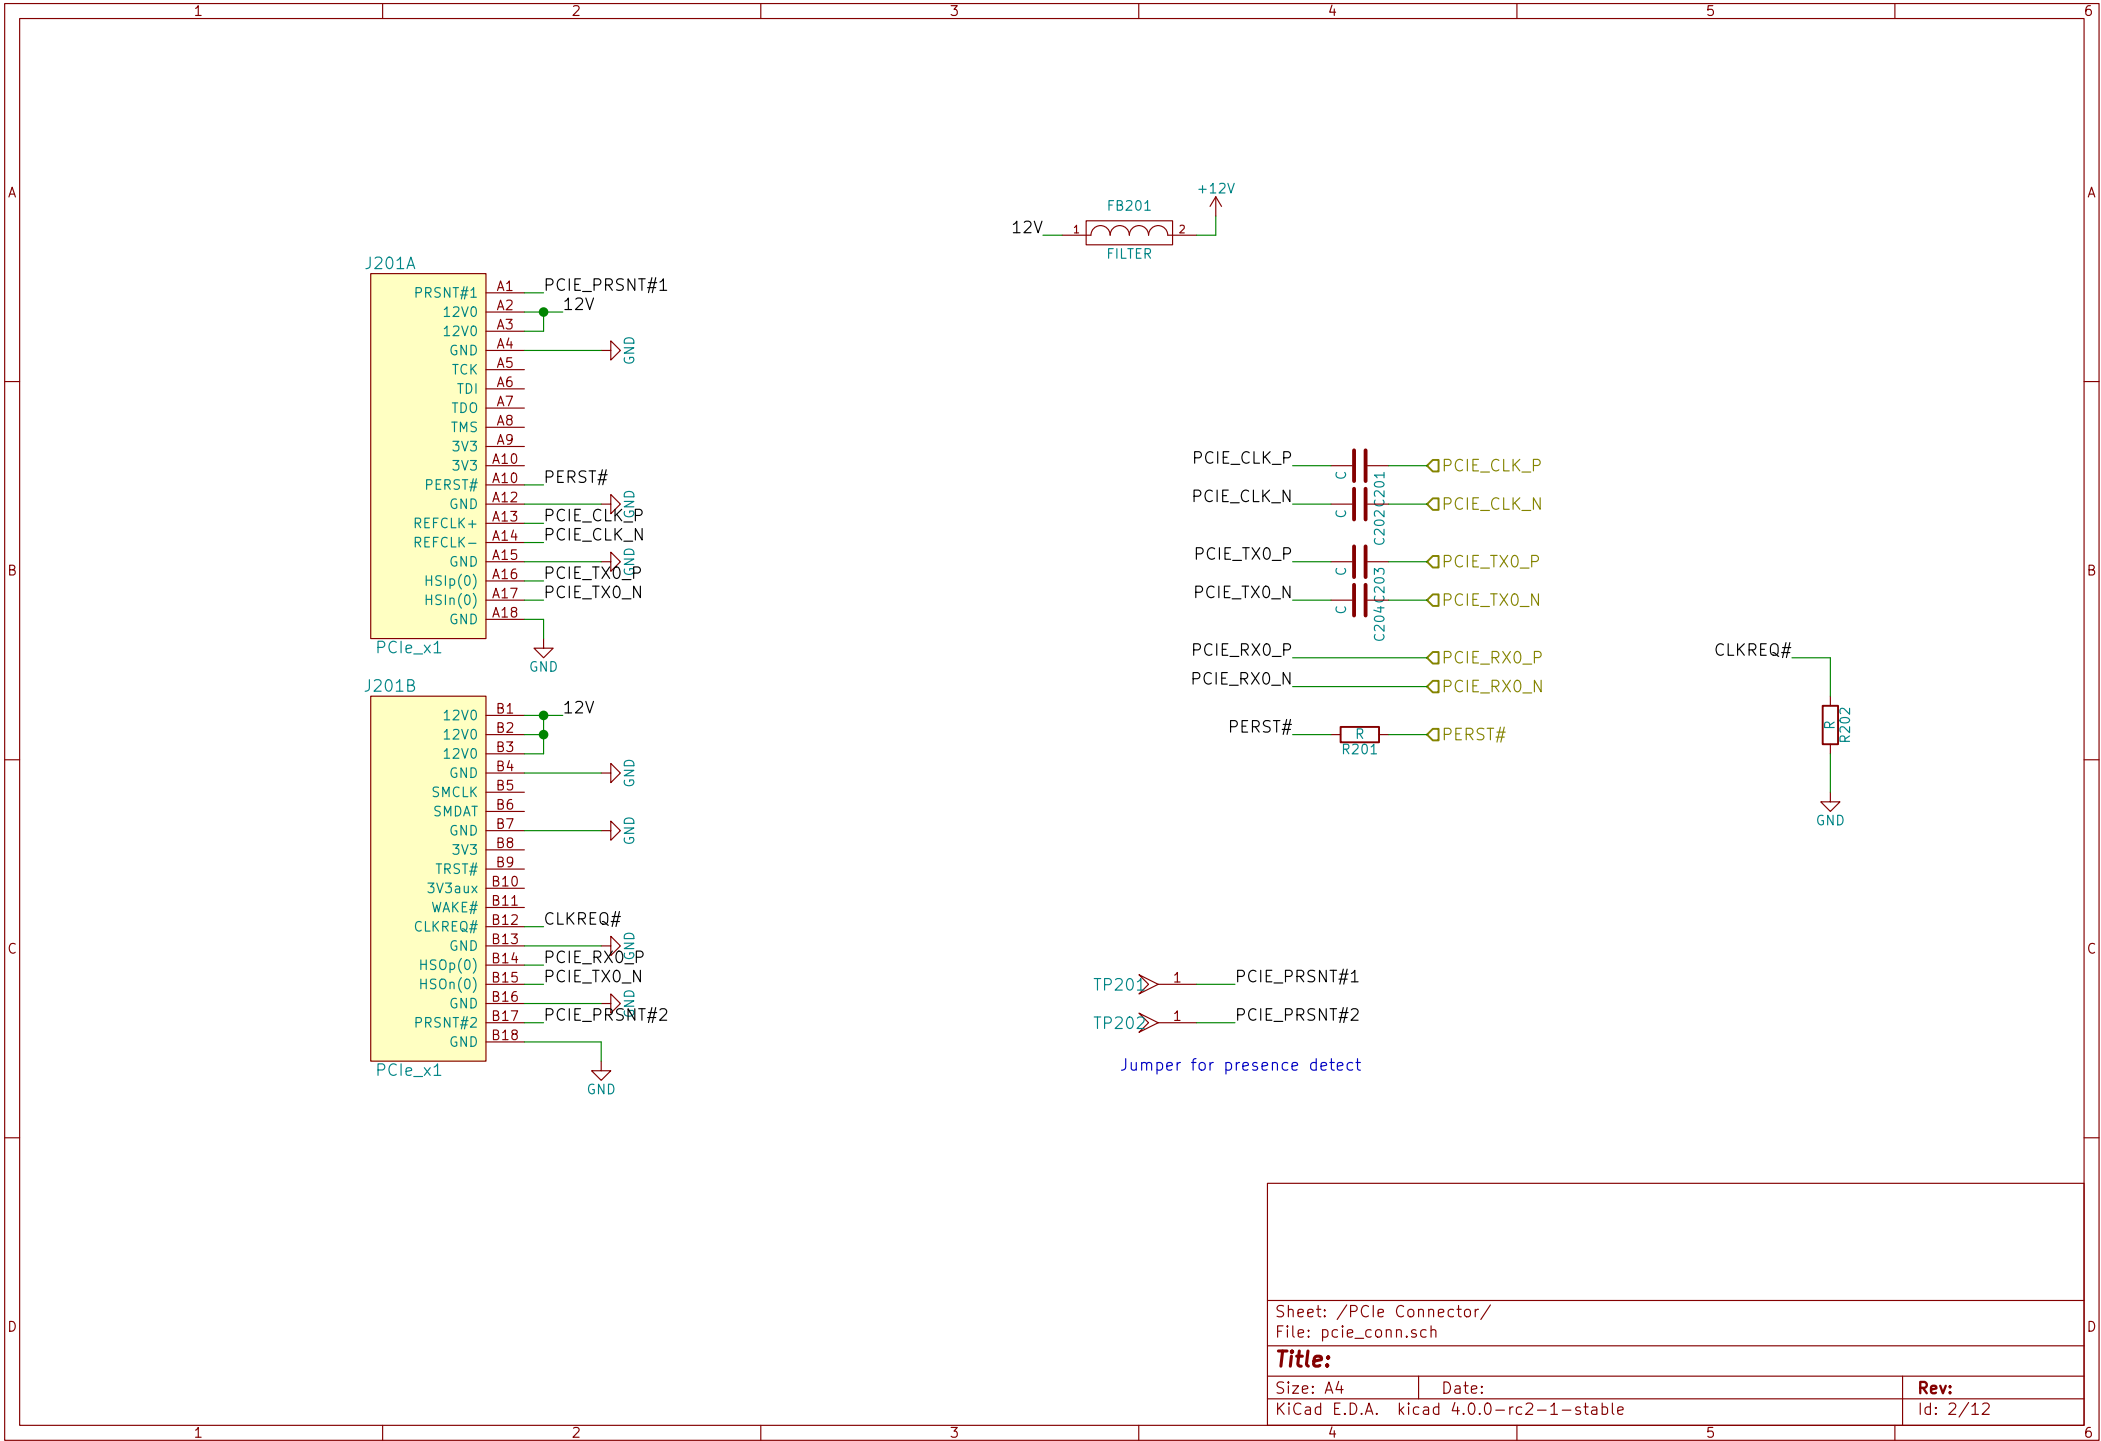 1 2 3 4 5 6
A A
B B
C C
D D
J201A
PRSNT#1 A1 PCIE_PRSNT#1
12V0 A2 12V
12V0 A3
GND A4 GND
TCK A5
TDI A6
TDO A7
TMS A8
3V3 A9
3V3 A10
PERST# A10 PERST#
GND A12 GND
REFCLK+ A13 PCIE_CLK_P
REFCLK- A14 PCIE_CLK_N
GND A15 GND
HSIp(0) A16 PCIE_TX0_P
HSIn(0) A17 PCIE_TX0_N
GND A18
PCIe_x1
GND
J201B
12V0 B1 12V
12V0 B2
12V0 B3
GND B4 GND
SMCLK B5
SMDAT B6
GND B7 GND
3V3 B8
TRST# B9
3V3aux B10
WAKE# B11
CLKREQ# B12 CLKREQ#
GND B13 GND
HSOp(0) B14 PCIE_RX0_P
HSOn(0) B15 PCIE_TX0_N
GND B16 GND
PRSNT#2 B17 PCIE_PRSNT#2
GND B18
PCIe_x1
GND
+12V
FB201
12V 1 2
FILTER
PCIE_CLK_P C C201 PCIE_CLK_P
PCIE_CLK_N C C202 PCIE_CLK_N
PCIE_TX0_P C C203 PCIE_TX0_P
PCIE_TX0_N C C204 PCIE_TX0_N
PCIE_RX0_P PCIE_RX0_P
PCIE_RX0_N PCIE_RX0_N
PERST# R PERST#
R201
CLKREQ#
R R202
GND
TP201 1 PCIE_PRSNT#1
TP202 1 PCIE_PRSNT#2
Jumper for presence detect
Sheet: /PCIe Connector/
File: pcie_conn.sch
Title:
Size: A4 Date: Rev:
KiCad E.D.A. kicad 4.0.0-rc2-1-stable Id: 2/12
1 2 3 4 5 6